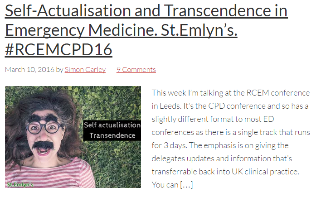 Self-Actualisation and Transcendence in
Emergency Medicine. St.Emlyn's.
#RCEMCPD16
March 10, 2016 by Simon Carley 9 Comments
Self actualisation
Transendence
This week I'm talking at the RCEM conference
in Leeds. It's the CPD conference and so has a
slightly different format to most ED
conferences as there is a single track that runs
for 3 days. The emphasis is on giving the
delegates updates and information that's
transferrable back into UK clinical practice.
You can [...]